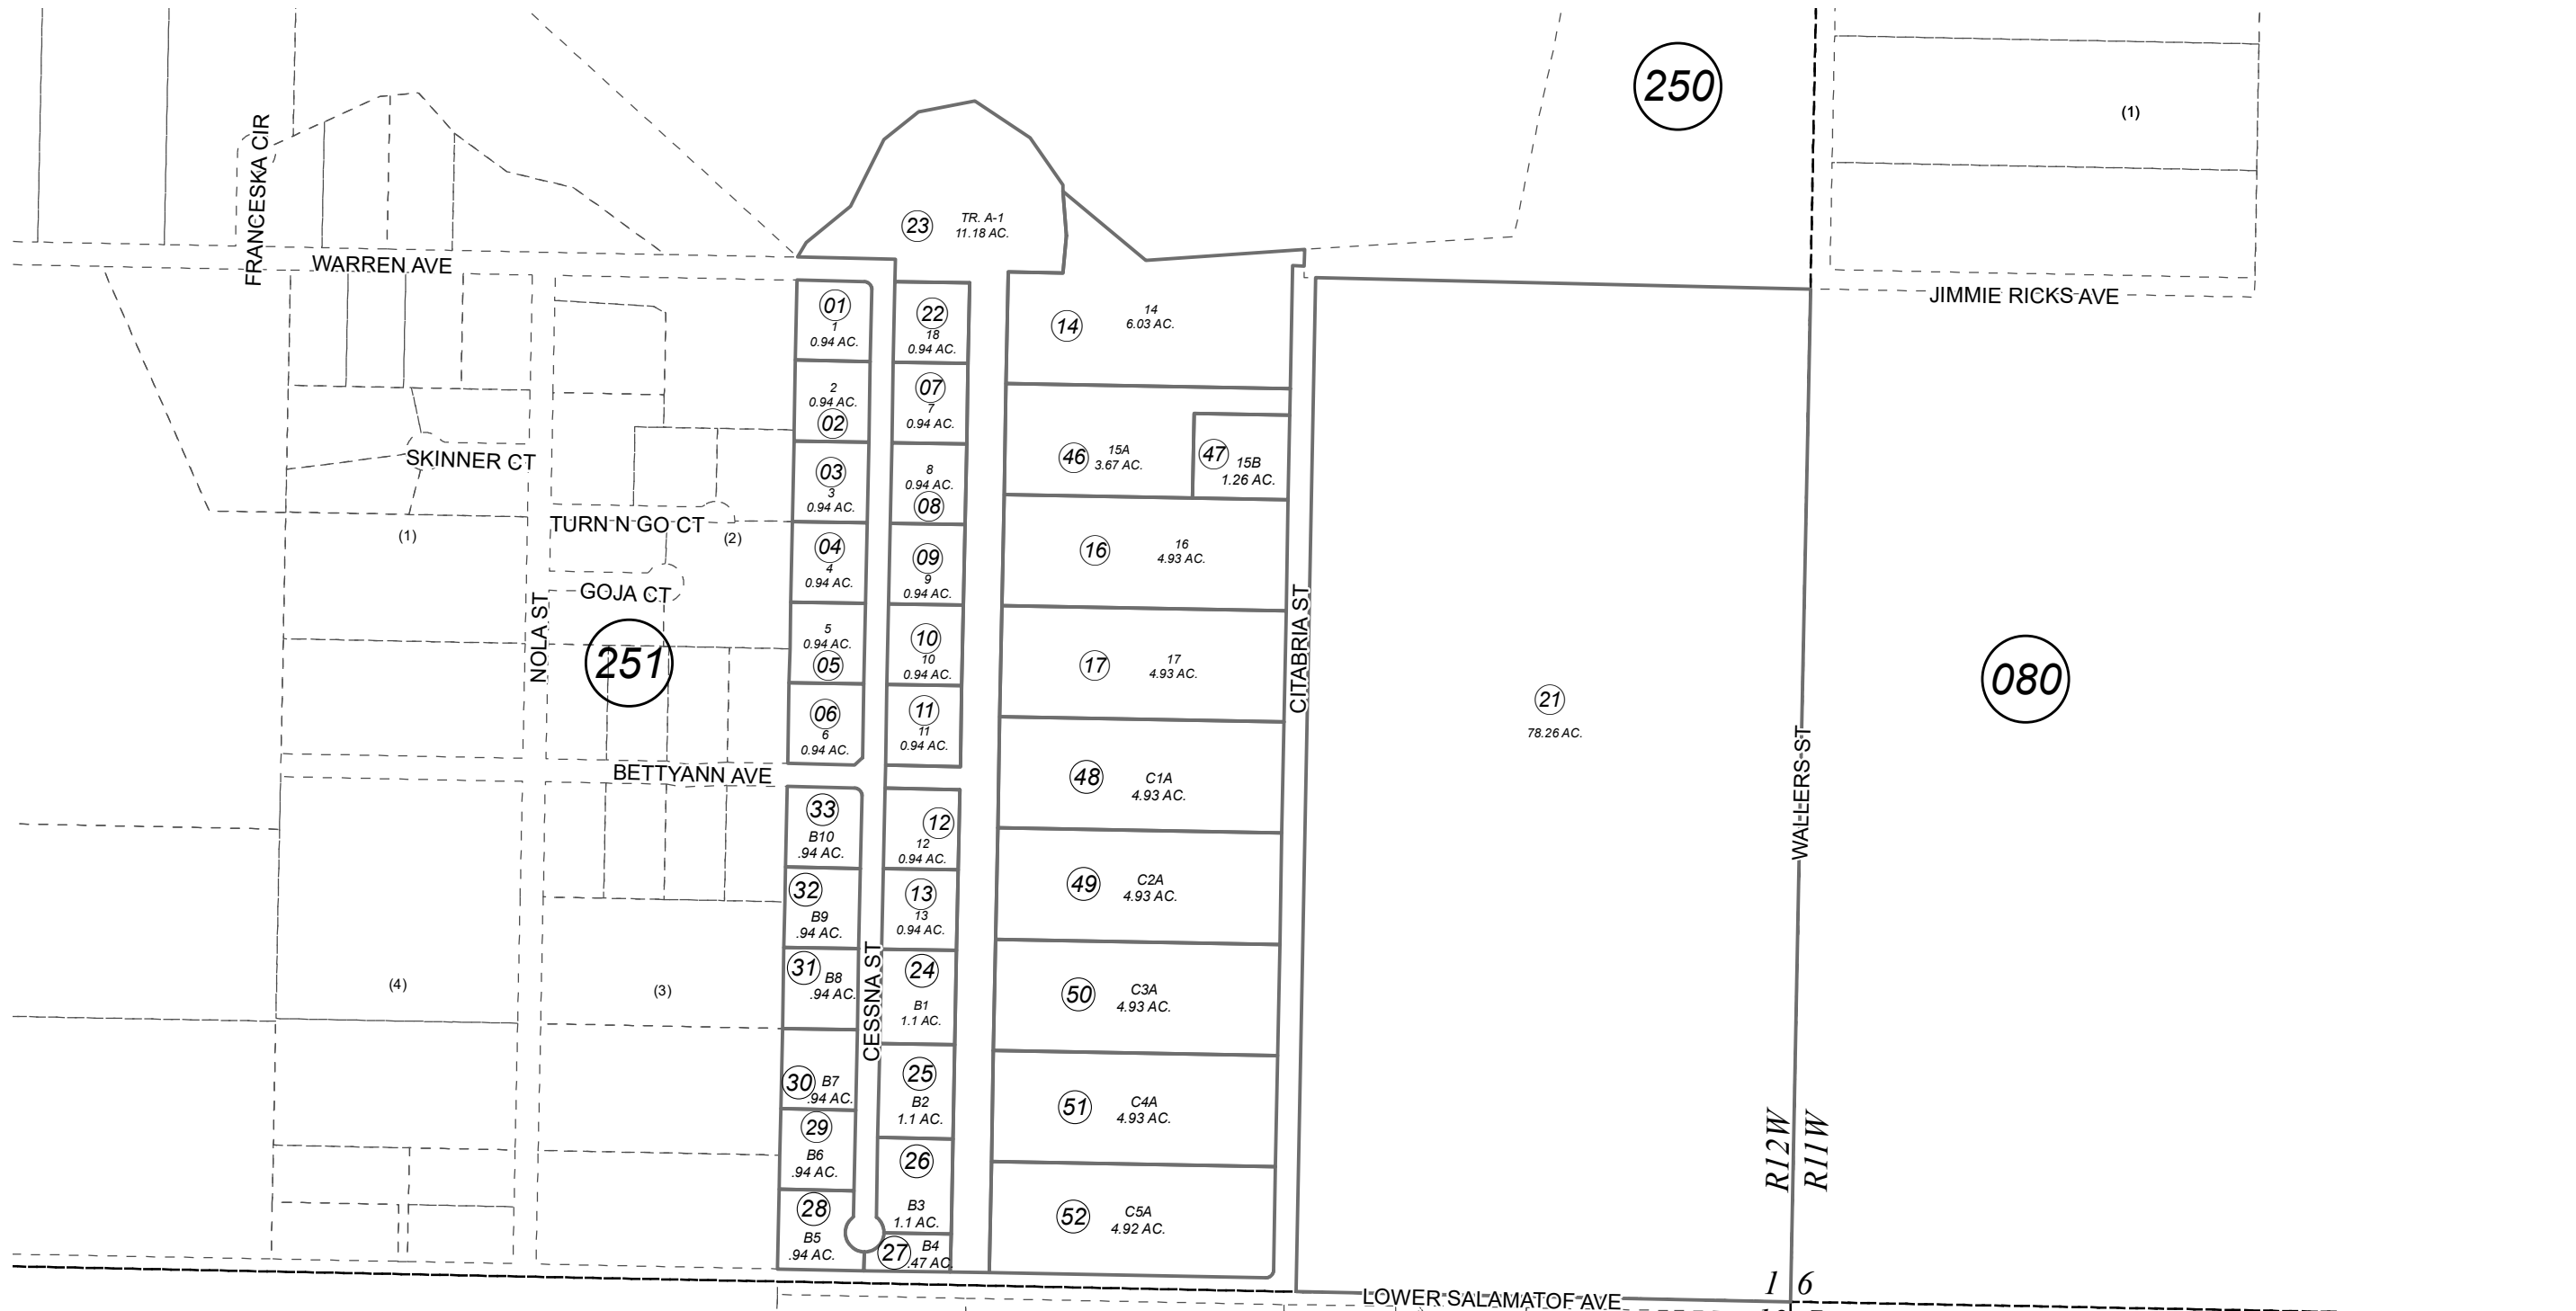 250
(1)
FRANCESKA CIR
WARREN AVE
23
TR. A-1
11.18 AC.
JIMMIE RICKS AVE
01
1
0.94 AC.
2
0.94 AC.
02
03
3
0.94 AC.
04
4
0.94 AC.
5
0.94 AC.
05
06
6
0.94 AC.
22
18
0.94 AC.
07
7
0.94 AC.
8
0.94 AC.
08
09
9
0.94 AC.
10
10
0.94 AC.
11
11
0.94 AC.
14
14
6.03 AC.
46
15A
3.67 AC.
47
15B
1.26 AC.
16
16
4.93 AC.
17
17
4.93 AC.
48
C1A
4.93 AC.
49
C2A
4.93 AC.
50
C3A
4.93 AC.
51
C4A
4.93 AC.
52
C5A
4.92 AC.
SKINNER CT
TURN N GO CT
(1)
(2)
GOJA CT
NOLA ST
251
BETTYANN AVE
CITABRIA ST
21
78.26 AC.
WALLERS ST
080
33
B10
.94 AC.
32
B9
.94 AC.
31
B8
.94 AC.
30
B7
.94 AC.
29
B6
.94 AC.
28
B5
.94 AC.
CESSNA ST
12
12
0.94 AC.
13
13
0.94 AC.
24
B1
1.1 AC.
25
B2
1.1 AC.
26
B3
1.1 AC.
27
B4
.47 AC.
(4)
(3)
R12W
R11W
1
6
LOWER SALAMATOF AVE